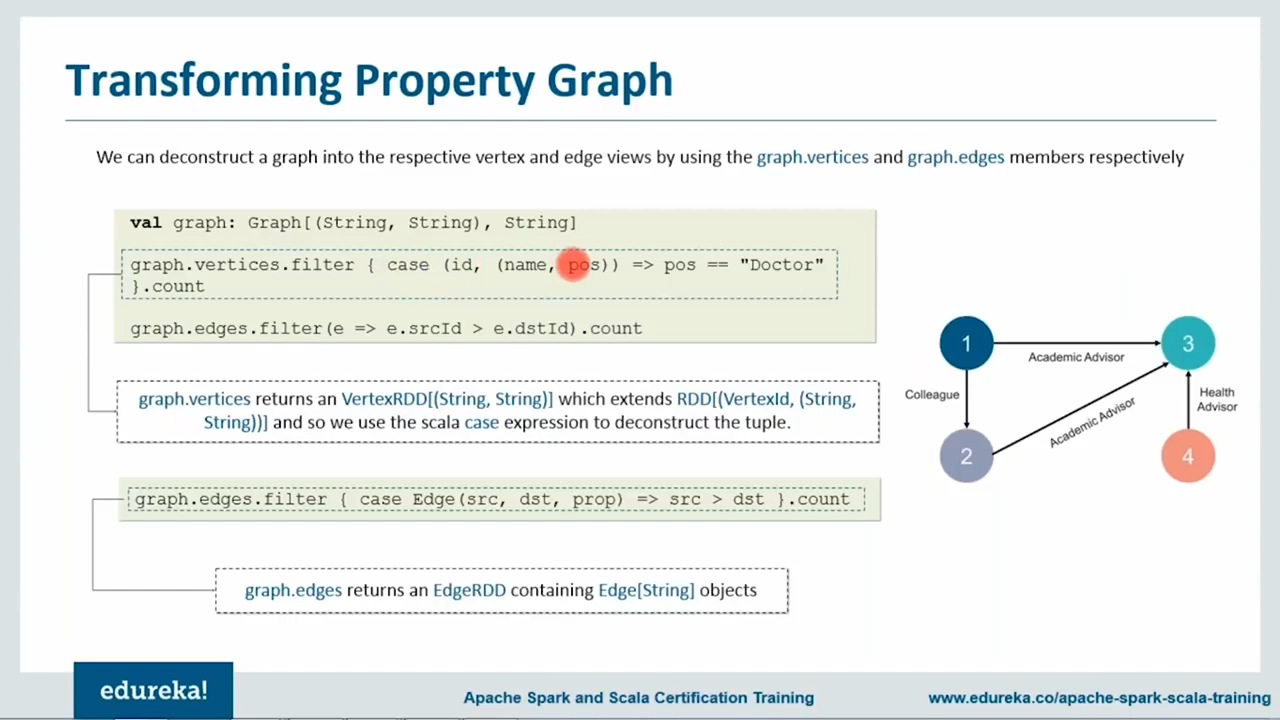 Transforming Property Graph
We can deconstruct a graph into the respective vertex and edge views by using the graph.vertices and graph.edges members respectively
val graph: Graph[(String, String), String]
graph.vertices.filter { case (id, (name, pos)) => pos == "Doctor"
}.count
graph.edges.filter(e => e.srcId > e.dstId).count
graph.vertices returns an VertexRDD[(String, String)] which extends RDD[(VertexId, (String,
String))] and so we use the scala case expression to deconstruct the tuple.
graph.edges.filter { case Edge(src, dst, prop) => src > dst }.count
graph.edges returns an EdgeRDD containing Edge[String] objects
1
3
Academic Advisor
Colleague
Health
Advisor
Academic Advisor
2
4
edureka!
Apache Spark and Scala Certification Training
www.edureka.co/apache-spark-scala-training